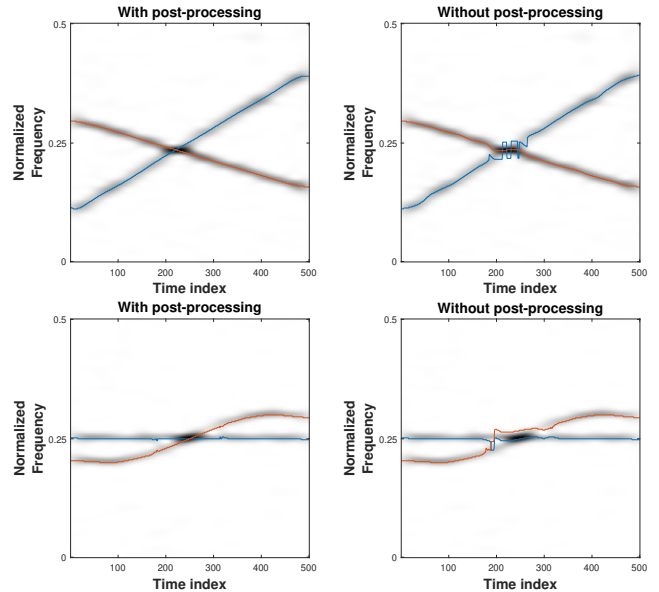 With post-processing
Without post-processing
0.5
0.25
0
100 200 300 400 500
Normalized
Frequency
Time index
0.5
0.25
0
100 200 300 400 500
Normalized
Frequency
Time index
With post-processing
Without post-processing
0.5
0.25
0
100 200 300 400 500
Normalized
Frequency
Time index
0.5
0.25
0
100 200 300 400 500
Normalized
Frequency
Time index